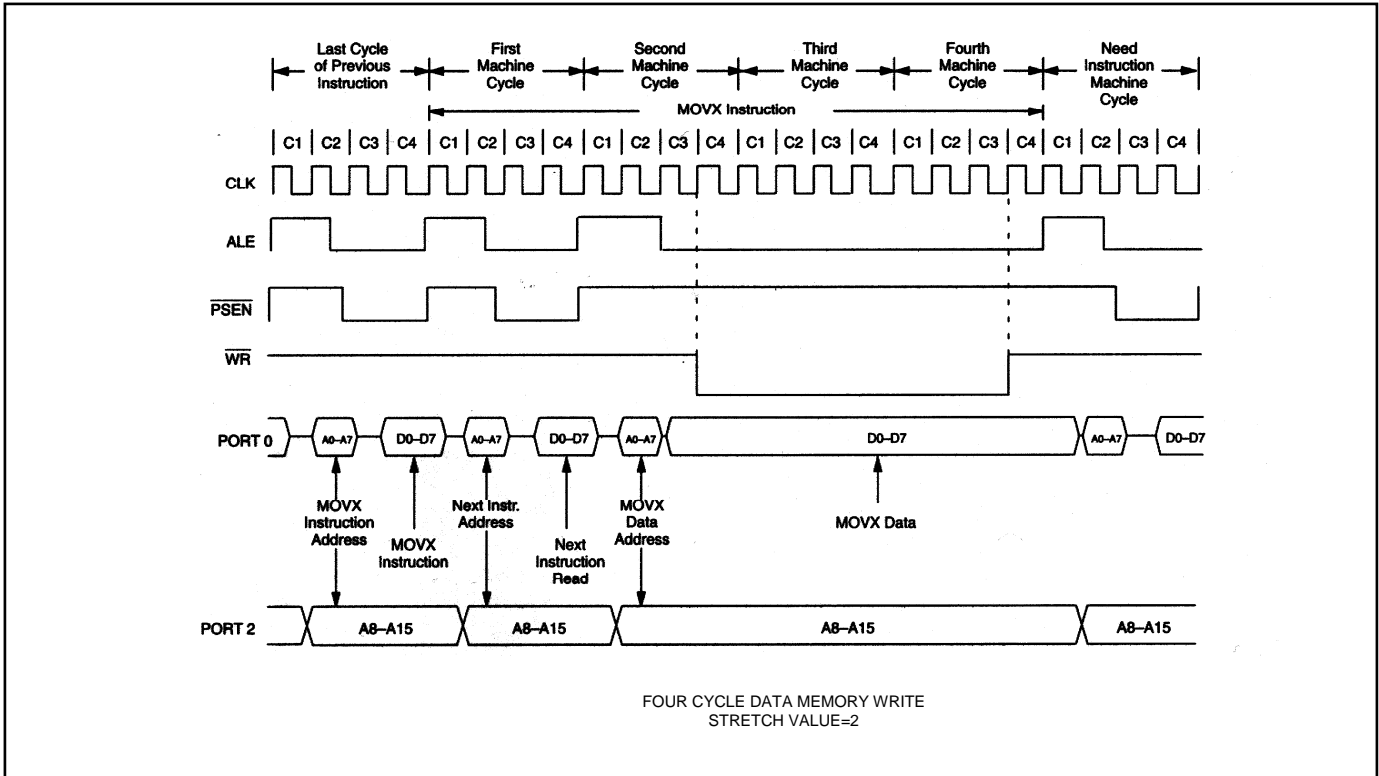 Last Cycle
of Previous
Instruction
First
Machine
Cycle
Second
Machine
Cycle
Third
Machine
Cycle
Fourth
Machine
Cycle
Need
Instruction
Machine
Cycle
MOVX Instruction
C1 C2 C3 C4 C1 C2 C3 C4 C1 C2 C3 C4 C1 C2 C3 C4 C1 C2 C3 C4 C1 C2 C3 C4
CLK
ALE
PSEN
WR
PORT 0 A0–A7 D0–D7 A0–A7 D0–D7 A0–A7 D0–D7 A0–A7 D0–D7
MOVX
Instruction
Address
MOVX
Instruction
Next Instr.
Address
Next
Instruction
Read
MOVX
Data
Address
MOVX Data
PORT 2 A8–A15 A8–A15 A8–A15 A8–A15
FOUR CYCLE DATA MEMORY WRITE
STRETCH VALUE=2